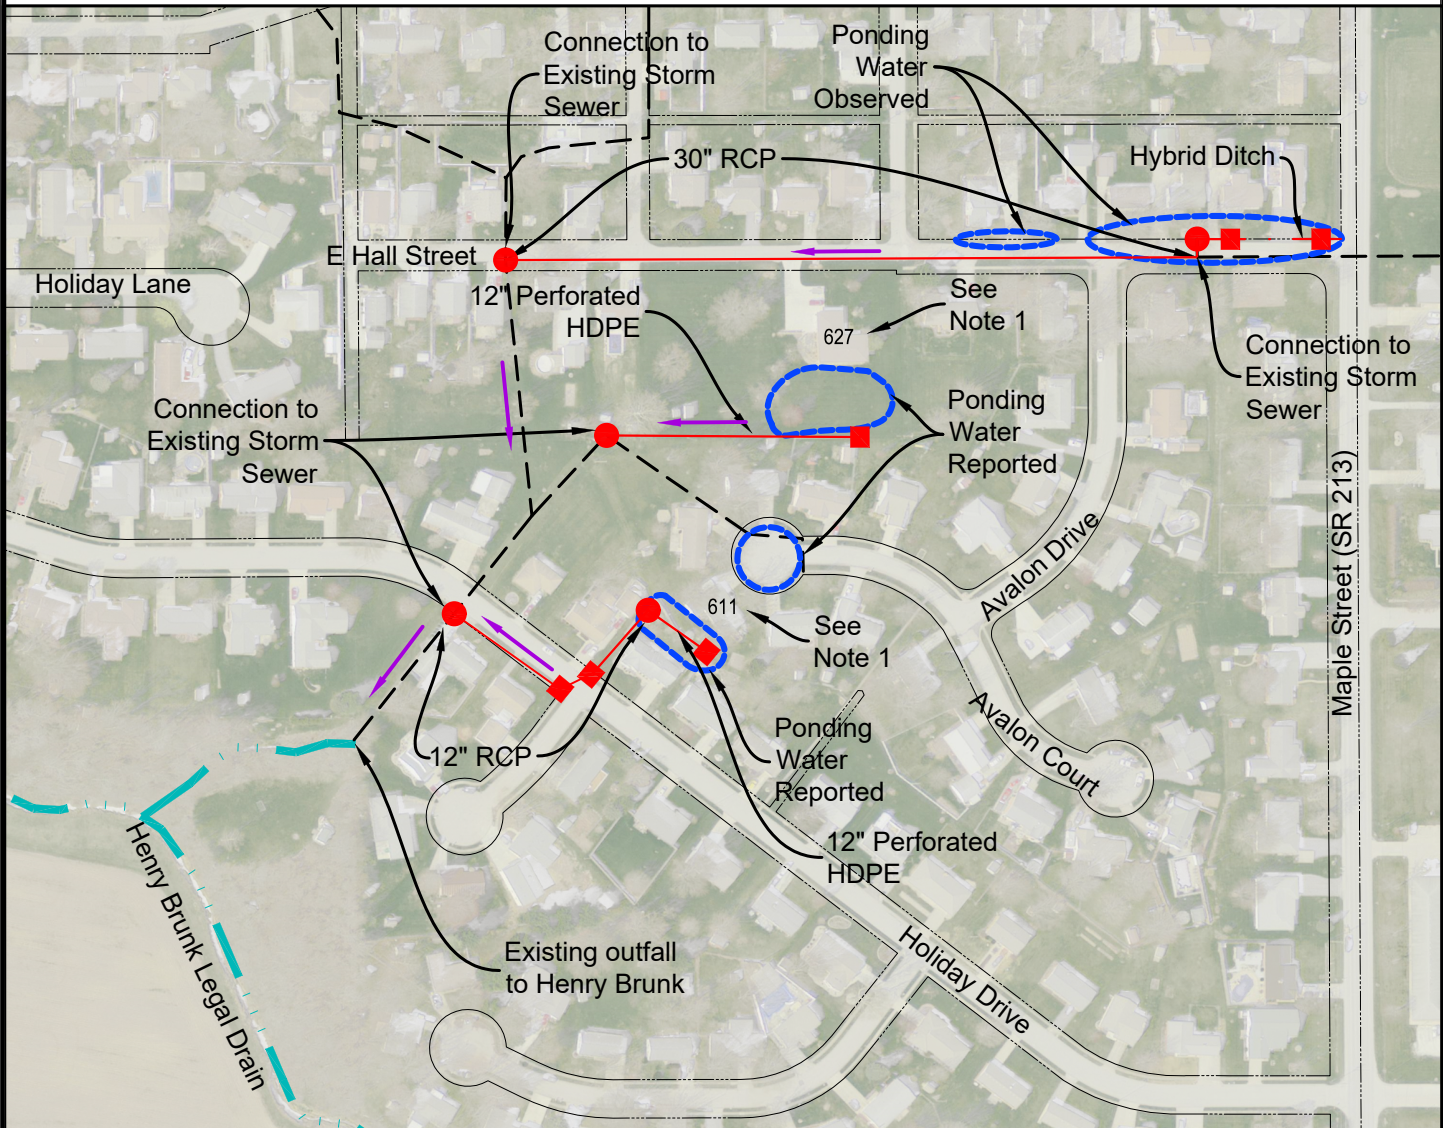 Connection to
Existing Storm
Sewer
Ponding
Water
Observed
30" RCP
Hybrid Ditch
E Hall Street
Holiday Lane
12" Perforated
HDPE
See
Note 1
627
Connection to
Existing Storm
Sewer
Connection to
Existing Storm
Sewer
Ponding
Water
Reported
Maple Street (SR 213)
Avalon Drive
611
See
Note 1
Avalon Court
12" RCP
Ponding
Water
Reported
12" Perforated
HDPE
Henry Brunk Legal Drain
Existing outfall
to Henry Brunk
Holiday Drive